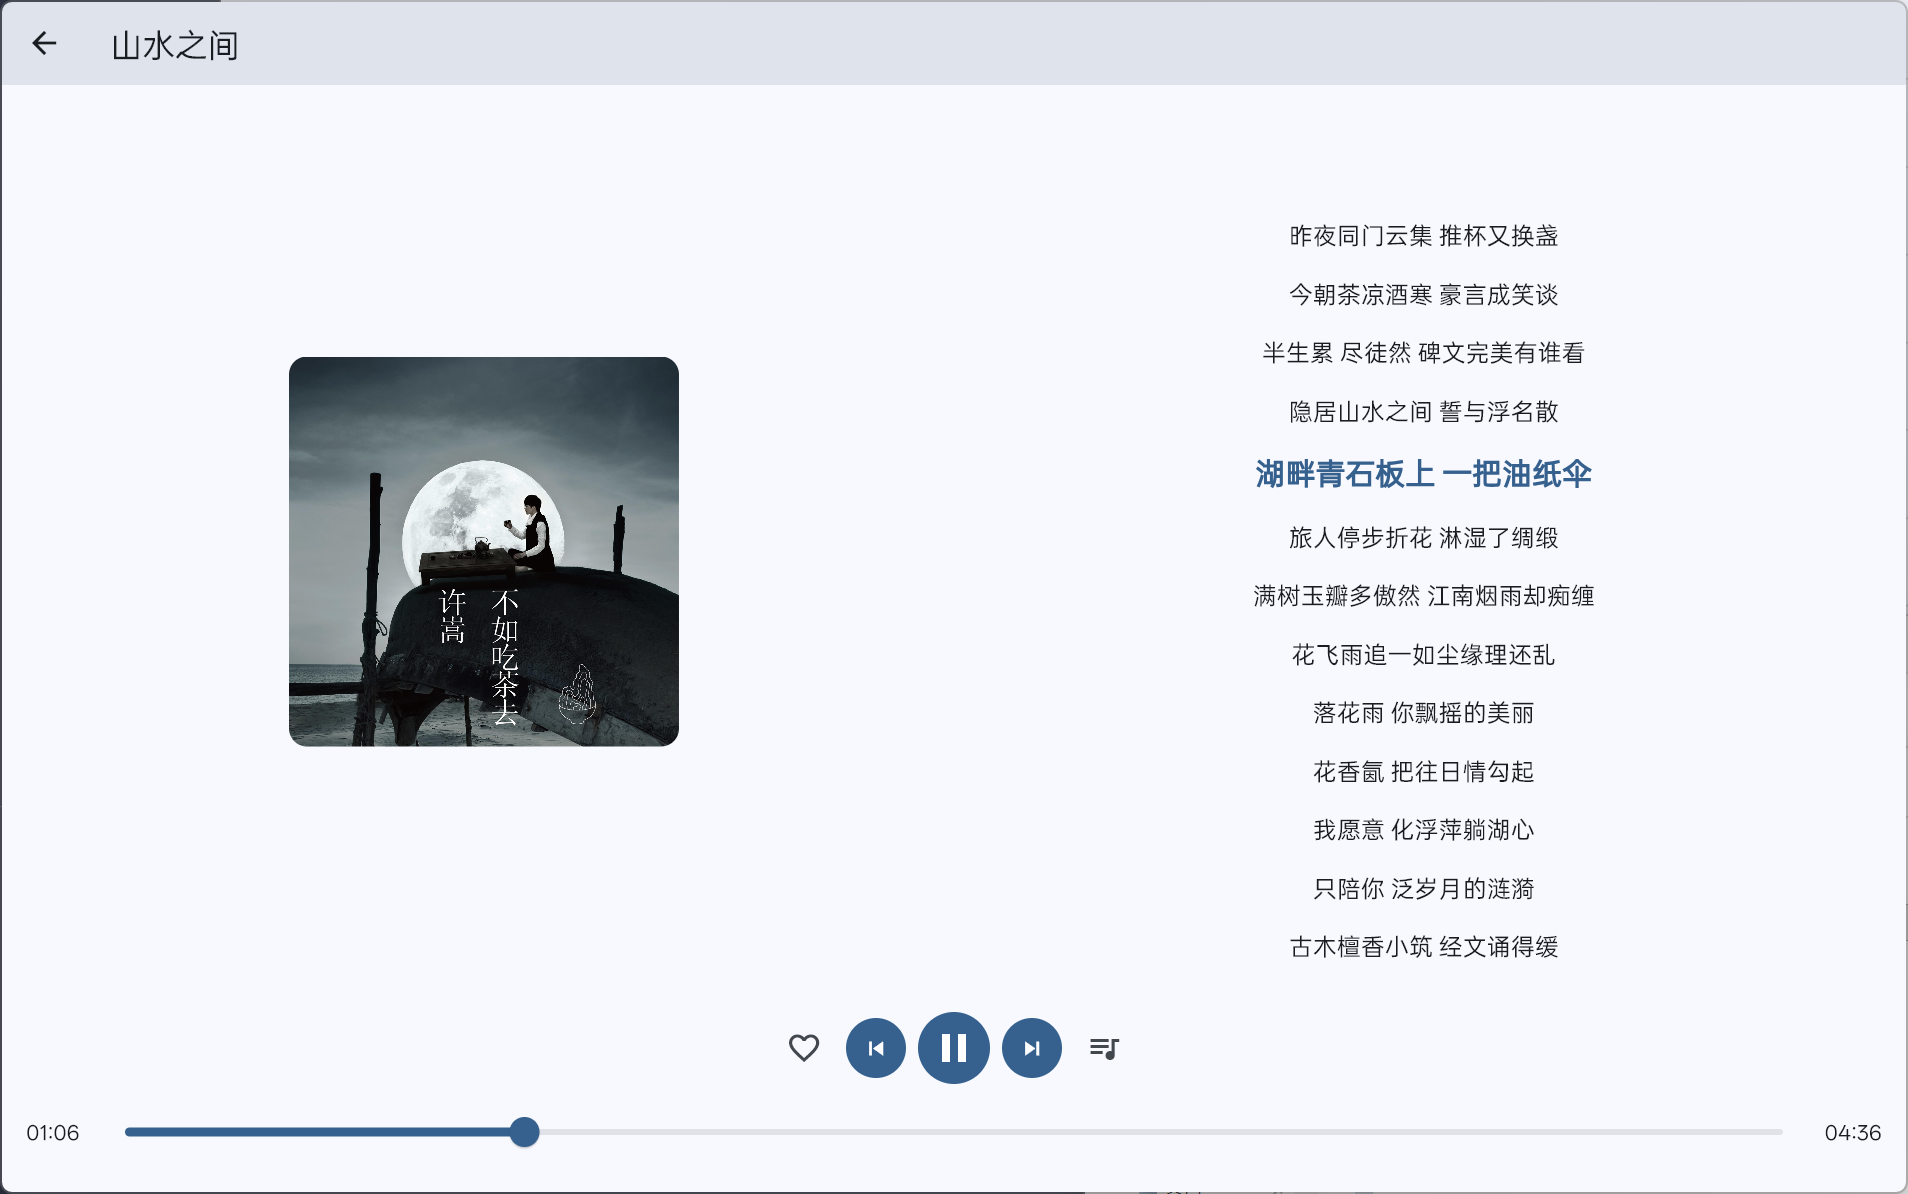 山水之间
许嵩
不如吃茶去
昨夜同门云集 推杯又换盏
今朝茶凉酒寒 豪言成笑谈
半生累 尽徒然 碑文完美有谁看
隐居山水之间 誓与浮名散
湖畔青石板上 一把油纸伞
旅人停步折花 淋湿了绸缎
满树玉瓣多傲然 江南烟雨却痴缠
花飞雨追一如尘缘理还乱
落花雨 你飘摇的美丽
花香氤 把往日情勾起
我愿意 化浮萍躺湖心
只陪你 泛岁月的涟漪
古木檀香小筑 经文诵得缓
01:06
04:36